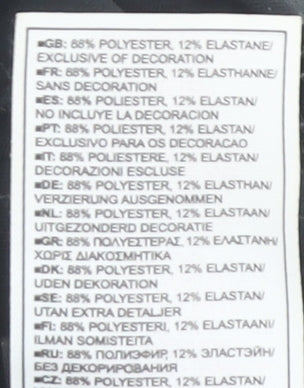 ■GB: 88% POLYESTER, 12% ELASTANE/
EXCLUSIVE OF DECORATION
■FR: 88% POLYESTER, 12% ELASTHANNE/
SANS DECORATION
■ES: 88% POLIESTER, 12% ELASTAN/
NO INCLUYE LA DECORACION
■PT: 88% POLIESTER, 12% ELASTAN/
EXCLUSIVO PARA OS DECORACAO
■IT: 88% POLIESTERE, 12% ELASTAN/
DECORAZIONI ESCLUSE
■DE: 88% POLYESTER, 12% ELASTHAN/
VERZIERUNG AUSGENOMMEN
■NL: 88% POLYESTER, 12% ELASTAAN/
UITGEZONDERD DECORATIE
■GR: 88% ΠΟΛΥΕΣΤΕΡΑΣ, 12% ΕΛΑΣΤΑΝΗ/
ΧΩΡΙΣ ΔΙΑΚΟΣΜΗΤΙΚΑ
■DK: 88% POLYESTER, 12% ELASTAN/
UDEN DEKORATION
■SE: 88% POLYESTER, 12% ELASTAN/
UTAN EXTRA DETALJER
■FI: 88% POLYESTERI, 12% ELASTAANI/
ILMAN SOMISTEITA
■RU: 88% ПОЛИЭФИР, 12% ЭЛАСТЭЙН/
БЕЗ ДЕКОРИРОВАНИЯ
■CZ: 88% POLYESTER, 12% ELASTAN/